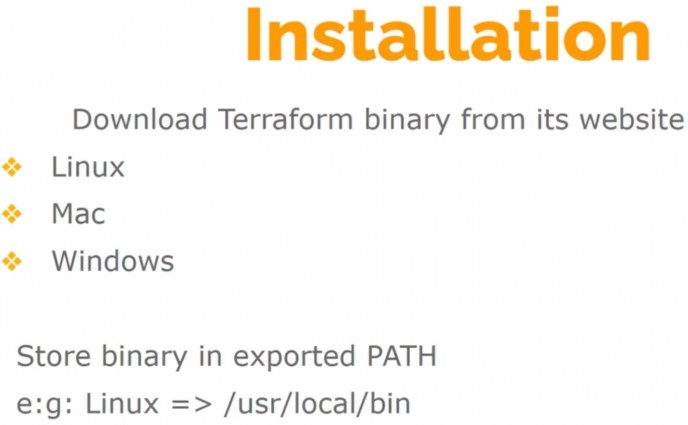 Installation
Download Terraform binary from its website
Linux
Mac
Windows
Store binary in exported PATH
e:g: Linux => /usr/local/bin